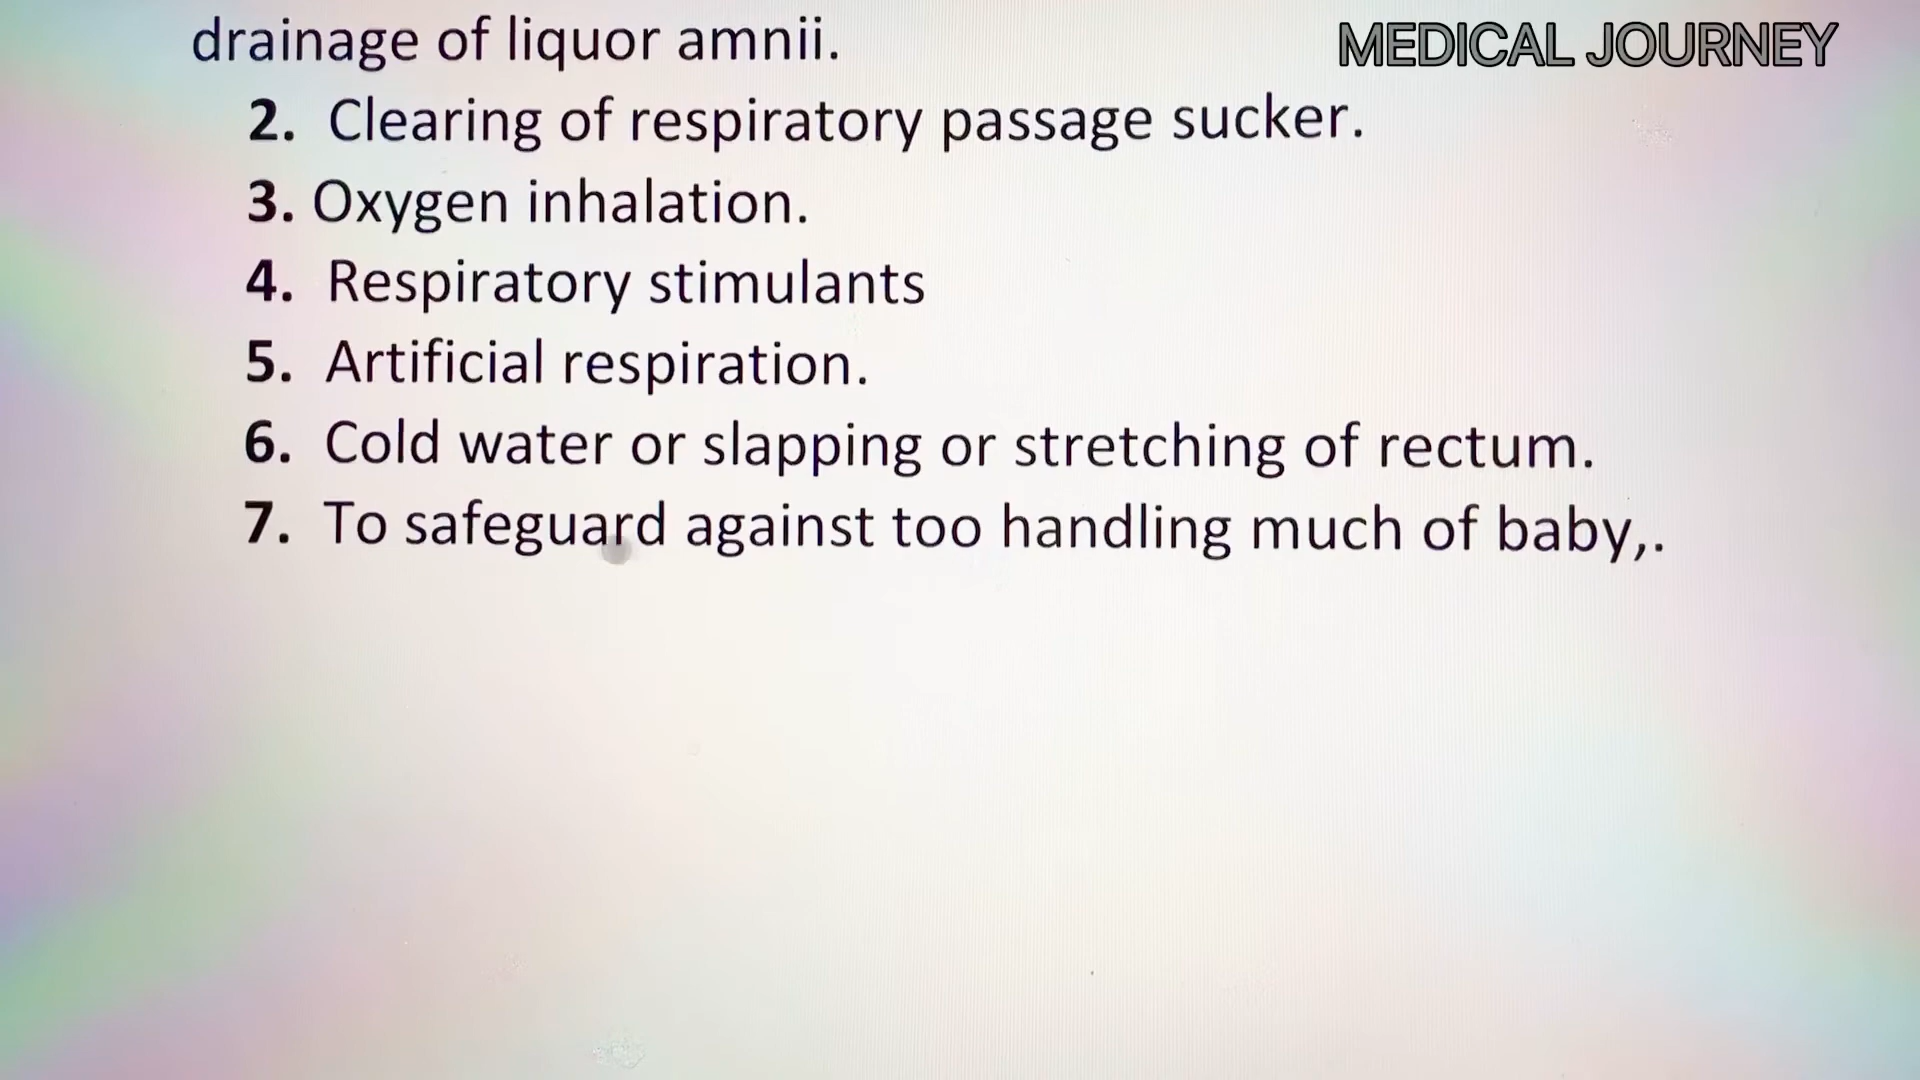 drainage of liquor amnii.
MEDICAL JOURNEY
2. Clearing of respiratory passage sucker.
3. Oxygen inhalation.
4. Respiratory stimulants
5. Artificial respiration.
6. Cold water or slapping or stretching of rectum.
7. To safeguard against too handling much of baby,.